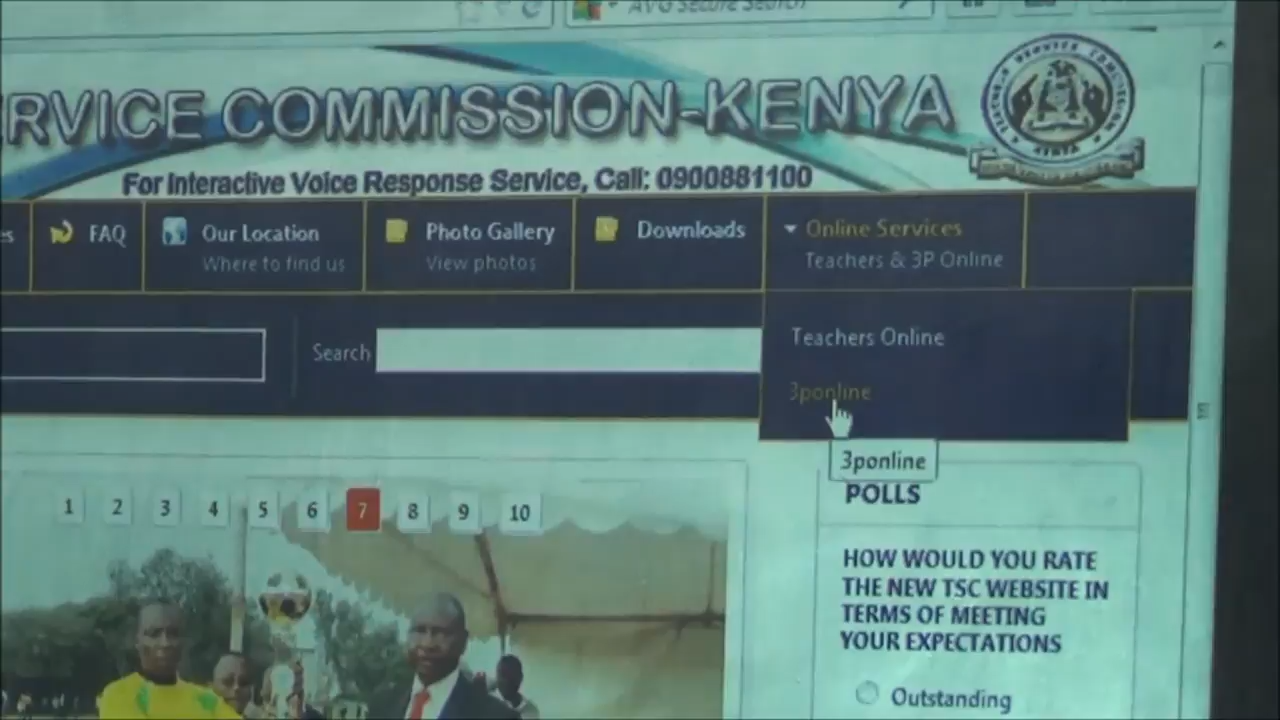 AVG Secure Search
ERVICE COMMISSION-KENYA
For Interactive Voice Response Service, Call: 0900881100
es
FAQ
Our Location
Where to find us
Photo Gallery
View photos
Downloads
Online Services
Teachers & 3P Online
Search
Teachers Online
3ponline
3ponline
1 2 3 4 5 6 7 8 9 10
POLLS
HOW WOULD YOU RATE
THE NEW TSC WEBSITE IN
TERMS OF MEETING
YOUR EXPECTATIONS
Outstanding
KENYA